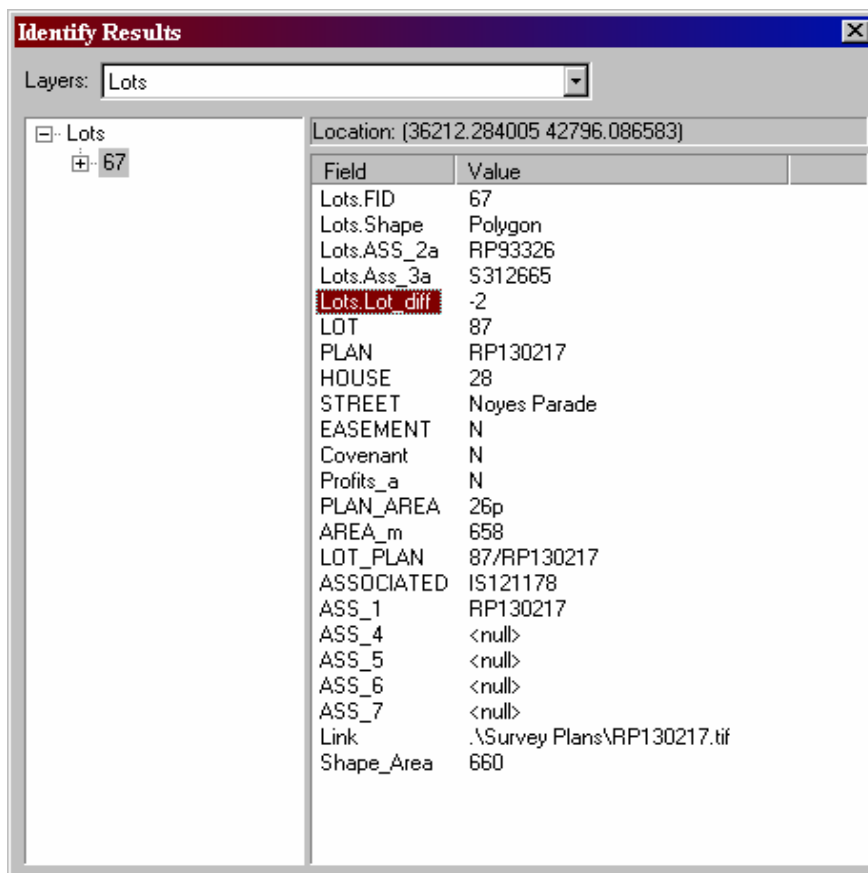 Identify Results
Layers: Lots
Lots
67
Location: (36212.284005 42796.086583)
Field Value
Lots.FID 67
Lots.Shape Polygon
Lots.ASS_2a RP93326
Lots.Ass_3a S312665
Lots.Lot_diff -2
LOT 87
PLAN RP130217
HOUSE 28
STREET Noyes Parade
EASEMENT N
Covenant N
Profits_a N
PLAN_AREA 26p
AREA_m 658
LOT_PLAN 87/RP130217
ASSOCIATED IS121178
ASS_1 RP130217
ASS_4 <null>
ASS_5 <null>
ASS_6 <null>
ASS_7 <null>
Link .\Survey Plans\RP130217.tif
Shape_Area 660